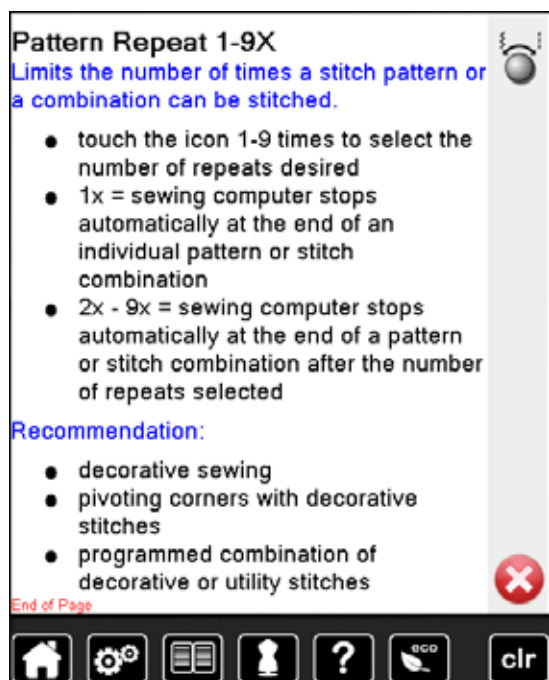 Pattern Repeat 1-9X
Limits the number of times a stitch pattern or
a combination can be stitched.
● touch the icon 1-9 times to select the
number of repeats desired
● 1x = sewing computer stops
automatically at the end of an
individual pattern or stitch
combination
● 2x - 9x = sewing computer stops
automatically at the end of a pattern
or stitch combination after the number
of repeats selected
Recommendation:
● decorative sewing
● pivoting corners with decorative
stitches
● programmed combination of
decorative or utility stitches
End of Page
? eco clr